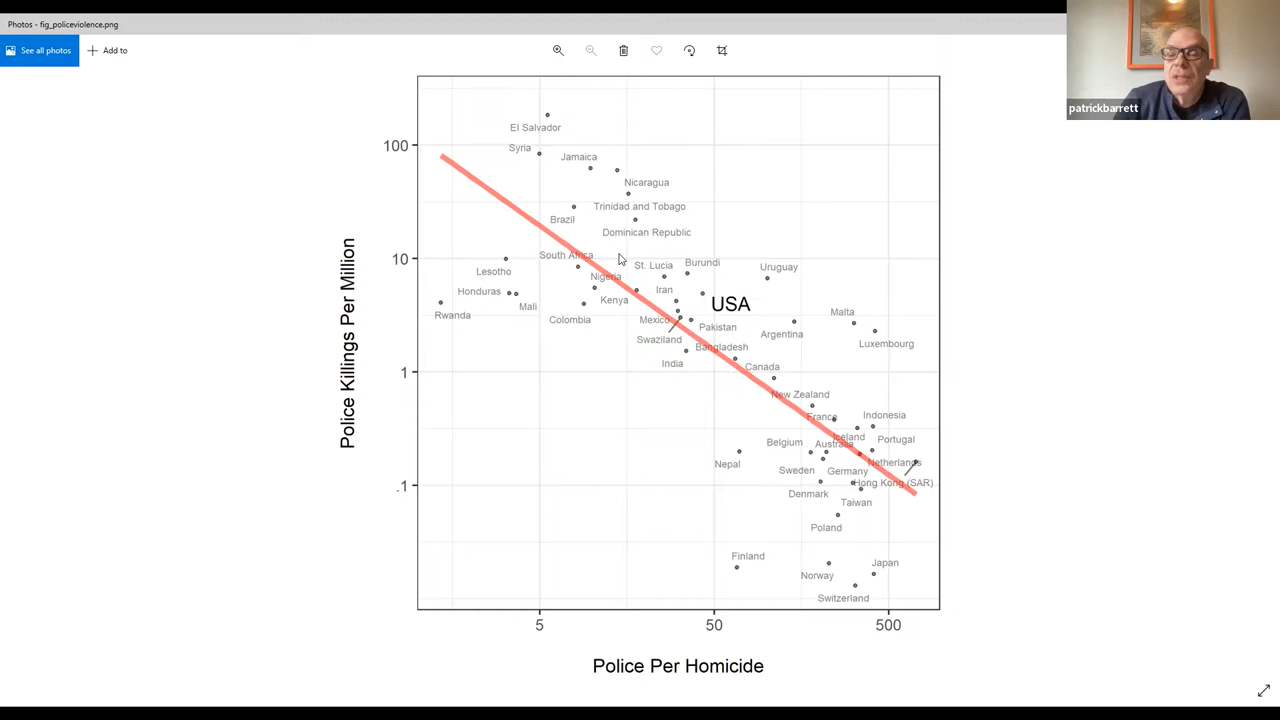 Photos - fig_policeviolence.png
See all photos
Add to
patrickbarrett
El Salvador
100
Syria
Jamaica
Nicaragua
Trinidad and Tobago
Brazil
Dominican Republic
10
South Africa
St. Lucia
Burundi
Uruguay
Lesotho
Nigeria
Honduras
Iran
Kenya
USA
Mali
Rwanda
Colombia
Mexico
Pakistan
Malta
Argentina
Swaziland
Bangladesh
Luxembourg
India
Canada
1
New Zealand
France
Indonesia
Iceland
Portugal
Belgium
Australia
Nepal
Netherlands
Sweden
Germany
Hong Kong (SAR)
.1
Denmark
Taiwan
Poland
Finland
Japan
Norway
Switzerland
5
50
500
Police Killings Per Million
Police Per Homicide